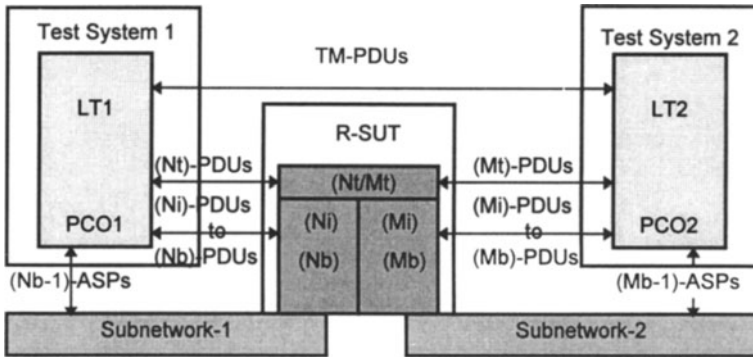 Test System 1
Test System 2
TM-PDUs
LT1
LT2
R-SUT
(Nt)-PDUs
(Nt/Mt)
(Mt)-PDUs
(Ni)-PDUs
(Ni)
(Mi)
(Mi)-PDUs
PCO1
to
to
PCO2
(Nb)-PDUs
(Nb)
(Mb)
(Mb)-PDUs
(Nb-1)-ASPs
(Mb-1)-ASPs
Subnetwork-1
Subnetwork-2